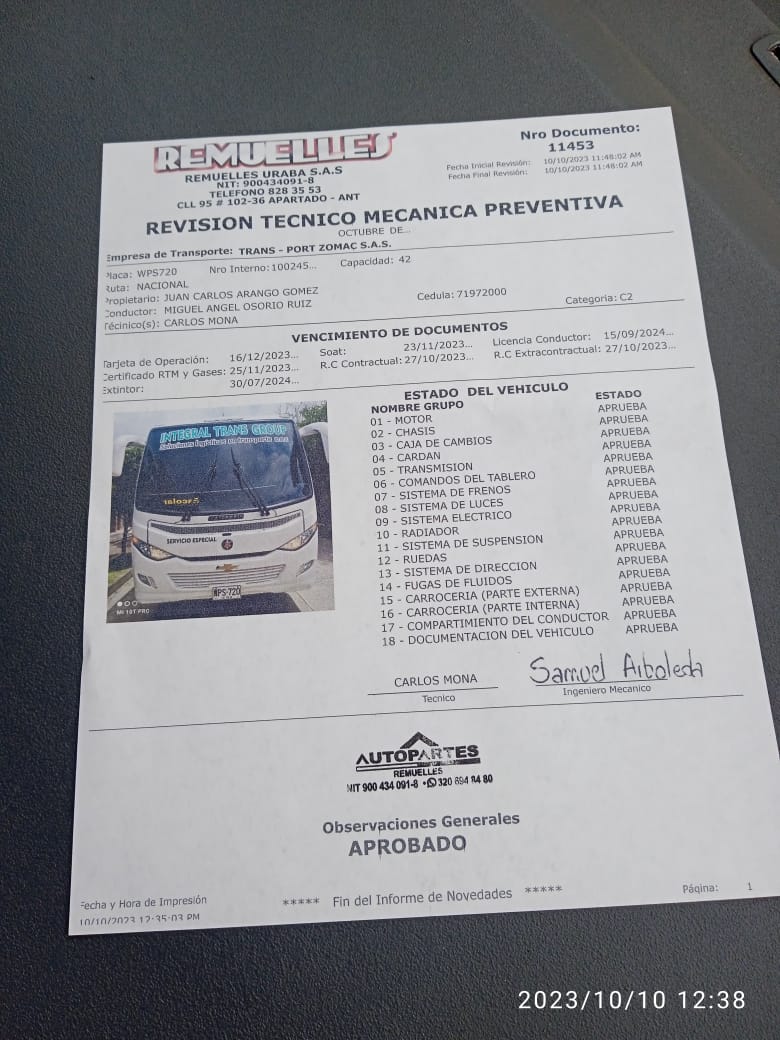 REMUELLES
REMUELLES URABA S.A.S
NIT: 900434091-8
TELEFONO 828 35 53
CLL 95 # 102-36 APARTADO - ANT
Nro Documento:
11453
Fecha Inicial Revisión: 10/10/2023 11:48:02 AM
Fecha Final Revisión: 10/10/2023 11:48:02 AM
REVISION TECNICO MECANICA PREVENTIVA
OCTUBRE DE...
Empresa de Transporte: TRANS - PORT ZOMAC S.A.S.
Placa: WPS720 Nro Interno: 100245... Capacidad: 42
Ruta: NACIONAL
Propietario: JUAN CARLOS ARANGO GOMEZ
Conductor: MIGUEL ANGEL OSORIO RUIZ Cedula: 71972000 Categoria: C2
Técinico(s): CARLOS MONA
VENCIMIENTO DE DOCUMENTOS
Tarjeta de Operación: 16/12/2023... Soat: 23/11/2023... Licencia Conductor: 15/09/2024...
Certificado RTM y Gases: 25/11/2023... R.C Contractual: 27/10/2023... R.C Extracontractual: 27/10/2023...
Extintor: 30/07/2024...
ESTADO DEL VEHICULO
NOMBRE GRUPO ESTADO
01 - MOTOR APRUEBA
02 - CHASIS APRUEBA
03 - CAJA DE CAMBIOS APRUEBA
04 - CARDAN APRUEBA
05 - TRANSMISION APRUEBA
06 - COMANDOS DEL TABLERO APRUEBA
07 - SISTEMA DE FRENOS APRUEBA
08 - SISTEMA DE LUCES APRUEBA
09 - SISTEMA ELECTRICO APRUEBA
10 - RADIADOR APRUEBA
11 - SISTEMA DE SUSPENSION APRUEBA
12 - RUEDAS APRUEBA
13 - SISTEMA DE DIRECCION APRUEBA
14 - FUGAS DE FLUIDOS APRUEBA
15 - CARROCERIA (PARTE EXTERNA) APRUEBA
16 - CARROCERIA (PARTE INTERNA) APRUEBA
17 - COMPARTIMIENTO DEL CONDUCTOR APRUEBA
18 - DOCUMENTACION DEL VEHICULO APRUEBA
INTEGRAL TRANS GROUP
Soluciones logísticas en transporte s.a.s
SERVICIO ESPECIAL
WPS-720
MI 10T PRO
CARLOS MONA
Tecnico
Samuel Arboleda
Ingeniero Mecanico
AUTOPARTES
REMUELLES
NIT 900 434 091-8 • 320 694 84 80
Observaciones Generales
APROBADO
Fecha y Hora de Impresión
10/10/2023 12:35:03 PM
***** Fin del Informe de Novedades *****
Página: 1
2023/10/10 12:38